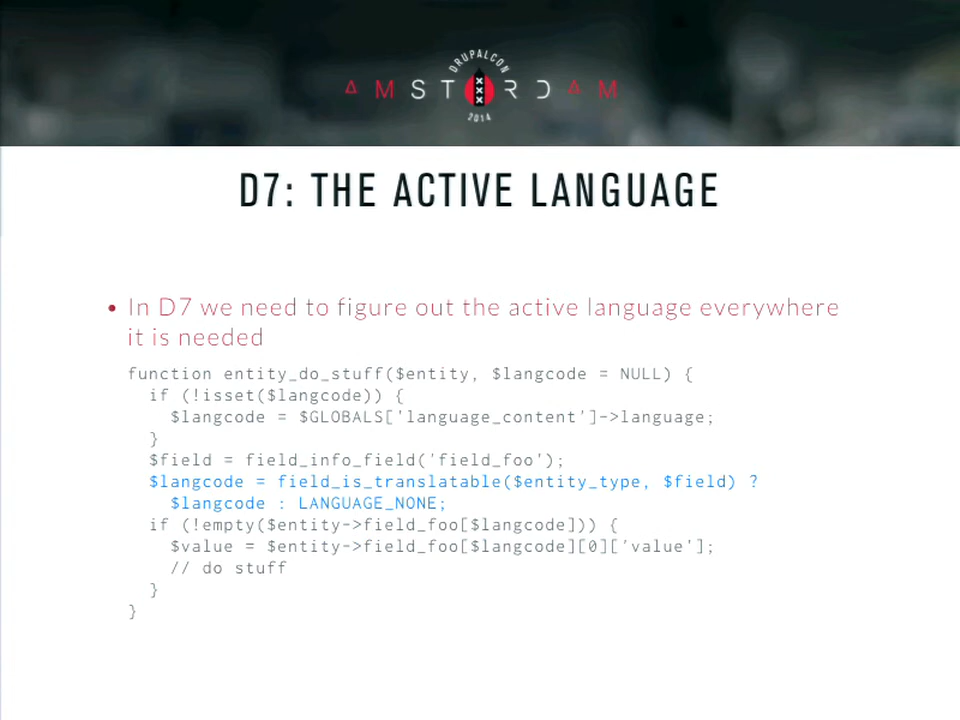 DRUPALCON
AMSTERDAM
2014
D7: THE ACTIVE LANGUAGE
• In D7 we need to figure out the active language everywhere
it is needed
function entity_do_stuff($entity, $langcode = NULL) {
  if (!isset($langcode)) {
    $langcode = $GLOBALS['language_content']->language;
  }
  $field = field_info_field('field_foo');
  $langcode = field_is_translatable($entity_type, $field) ?
    $langcode : LANGUAGE_NONE;
  if (!empty($entity->field_foo[$langcode])) {
    $value = $entity->field_foo[$langcode][0]['value'];
    // do stuff
  }
}